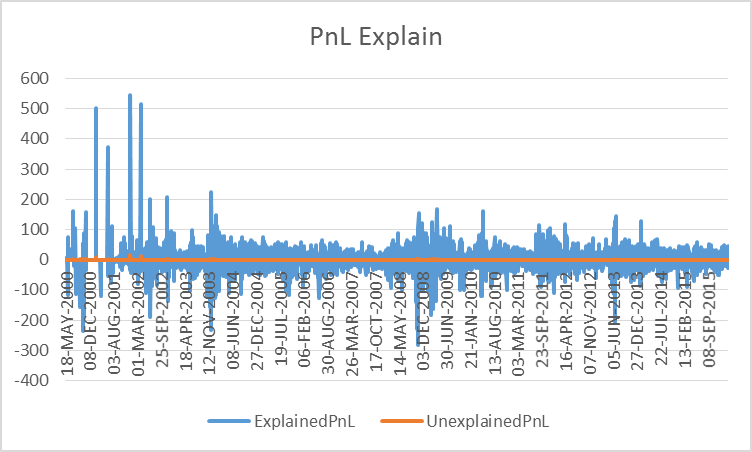 PnL Explain
600
500
400
300
200
100
0
-100
-200
-300
-400
18-MAY-2000
08-DEC-2000
03-AUG-2001
01-MAR-2002
25-SEP-2002
18-APR-2003
12-NOV-2003
08-JUN-2004
27-DEC-2004
19-JUL-2005
06-FEB-2006
30-AUG-2006
26-MAR-2007
17-OCT-2007
14-MAY-2008
03-DEC-2008
30-JUN-2009
21-JAN-2010
13-AUG-2010
03-MAR-2011
23-SEP-2011
16-APR-2012
07-NOV-2012
05-JUN-2013
27-DEC-2013
22-JUL-2014
13-FEB-2015
08-SEP-2015
ExplainedPnL
UnexplainedPnL